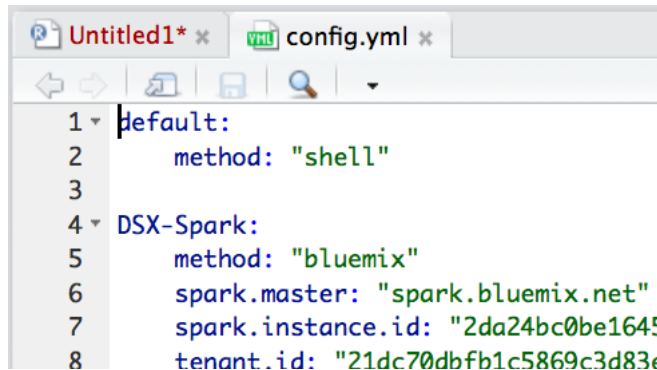 Untitled1* config.yml
1 default:
2 method: "shell"
3
4 DSX-Spark:
5 method: "bluemix"
6 spark.master: "spark.bluemix.net"
7 spark.instance.id: "2da24bc0be1645
8 tenant.id: "21dc70dbfb1c5869c3d83e